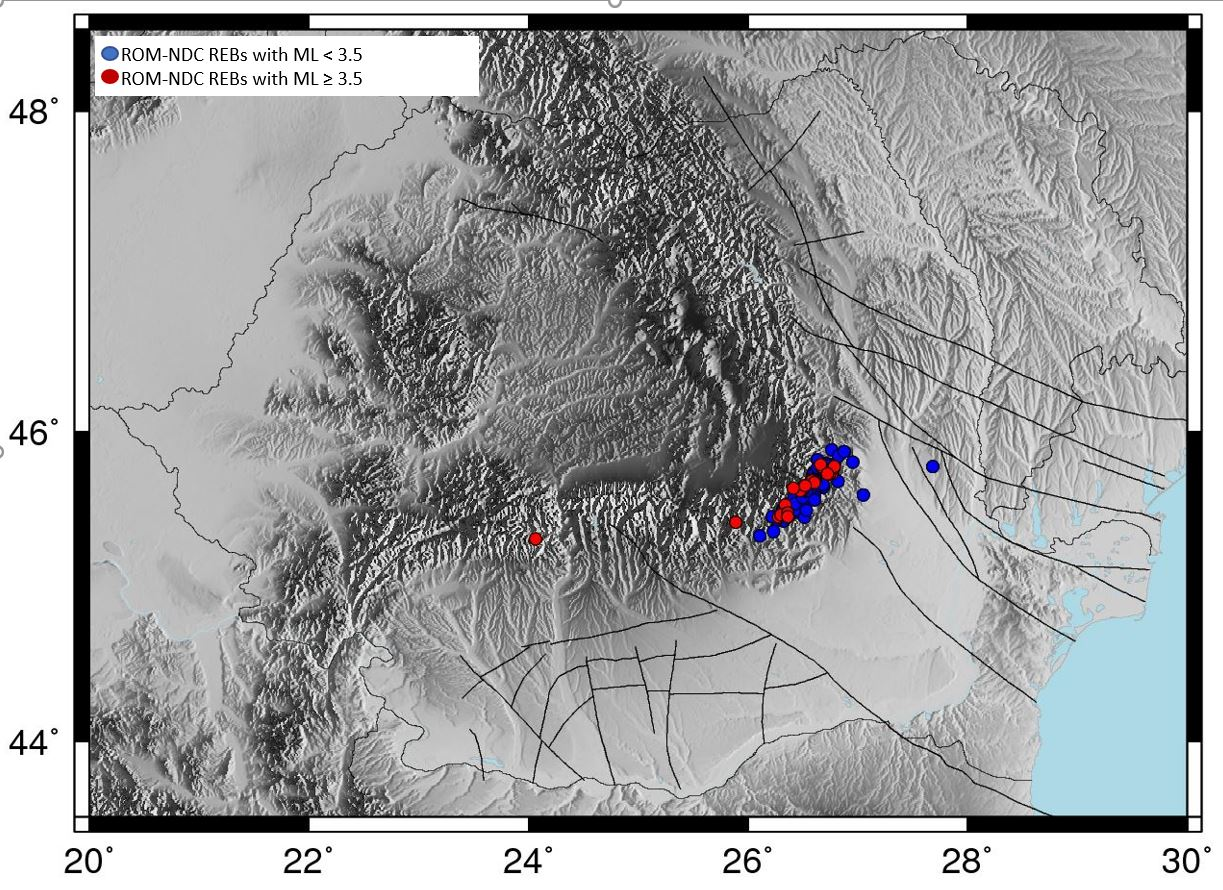 ROM-NDC REBs with ML < 3.5
ROM-NDC REBs with ML ≥ 3.5
48°
46°
44°
20° 22° 24° 26° 28° 30°